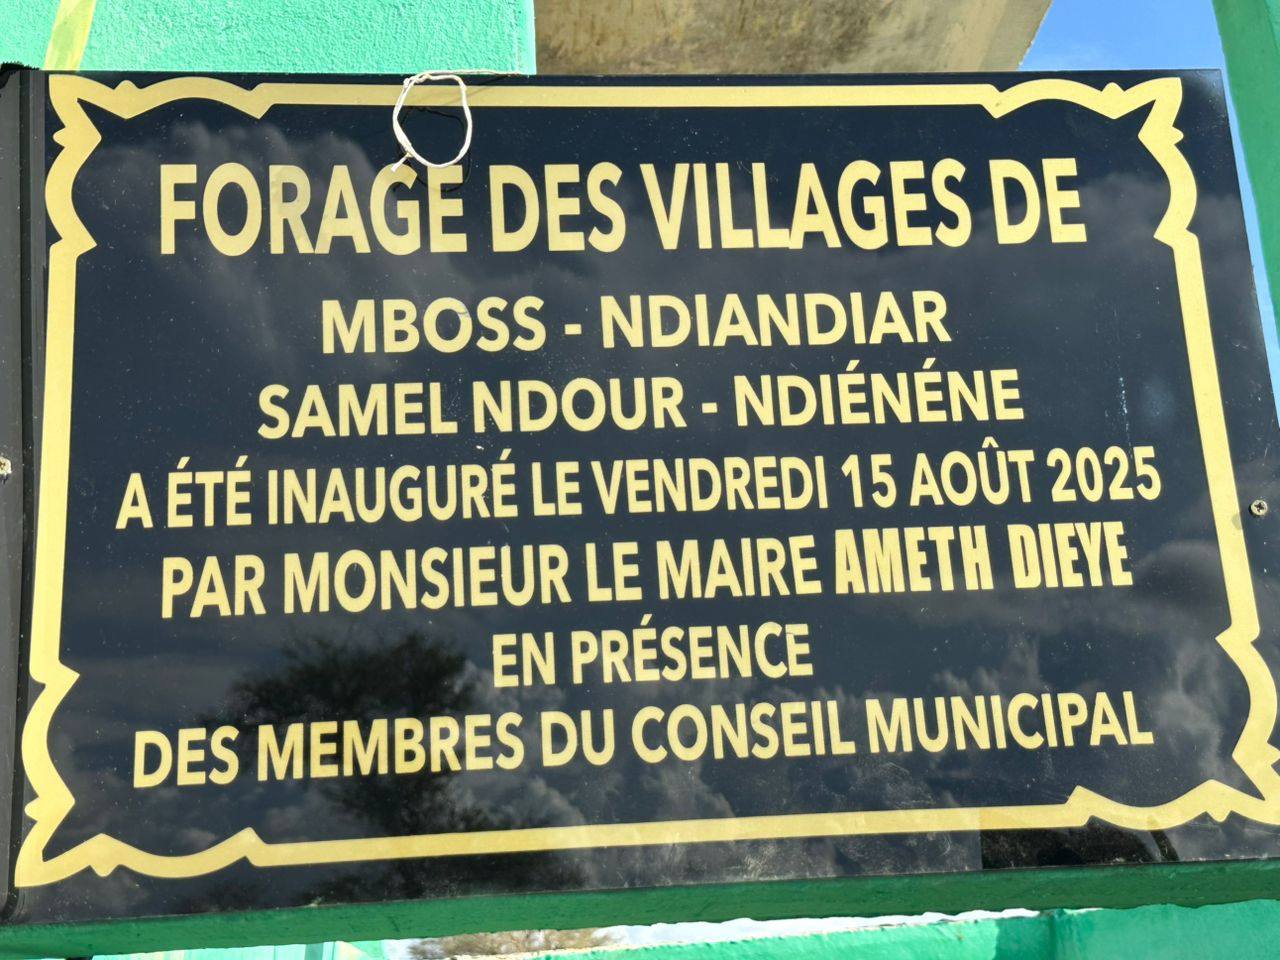 FORAGE DES VILLAGES DE
MBOSS - NDIANDIAR
SAMEL NDOUR - NDIÉNÉNE
A ÉTÉ INAUGURÉ LE VENDREDI 15 AOÛT 2025
PAR MONSIEUR LE MAIRE AMETH DIEYE
EN PRÉSENCE
DES MEMBRES DU CONSEIL MUNICIPAL